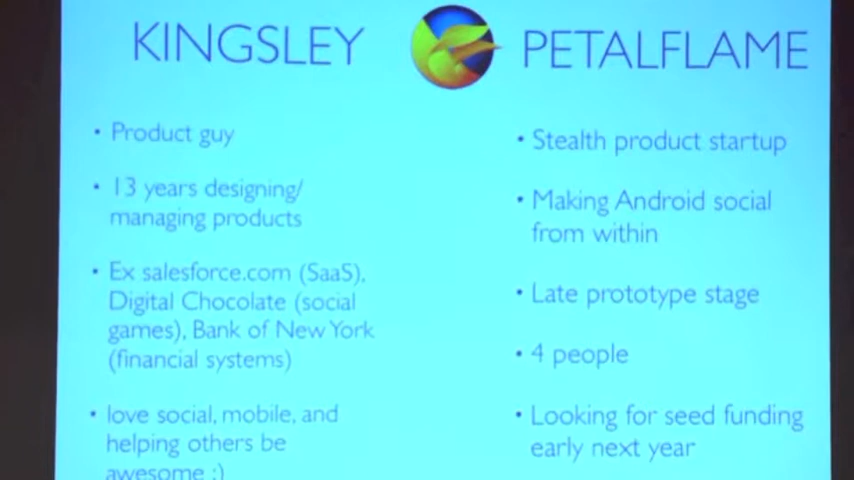 KINGSLEY
• Product guy
• 13 years designing/
managing products
• Ex salesforce.com (SaaS),
Digital Chocolate (social
games), Bank of New York
(financial systems)
• love social, mobile, and
helping others be
awesome :)
PETALFLAME
• Stealth product startup
• Making Android social
from within
• Late prototype stage
• 4 people
• Looking for seed funding
early next year